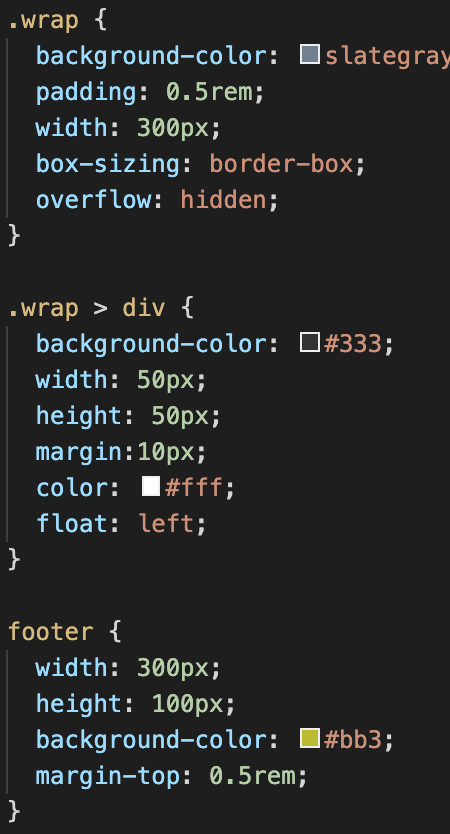 .wrap {
background-color: slategray
padding: 0.5rem;
width: 300px;
box-sizing: border-box;
overflow: hidden;
}
.wrap > div {
background-color: #333;
width: 50px;
height: 50px;
margin:10px;
color: #fff;
float: left;
}
footer {
width: 300px;
height: 100px;
background-color: #bb3;
margin-top: 0.5rem;
}